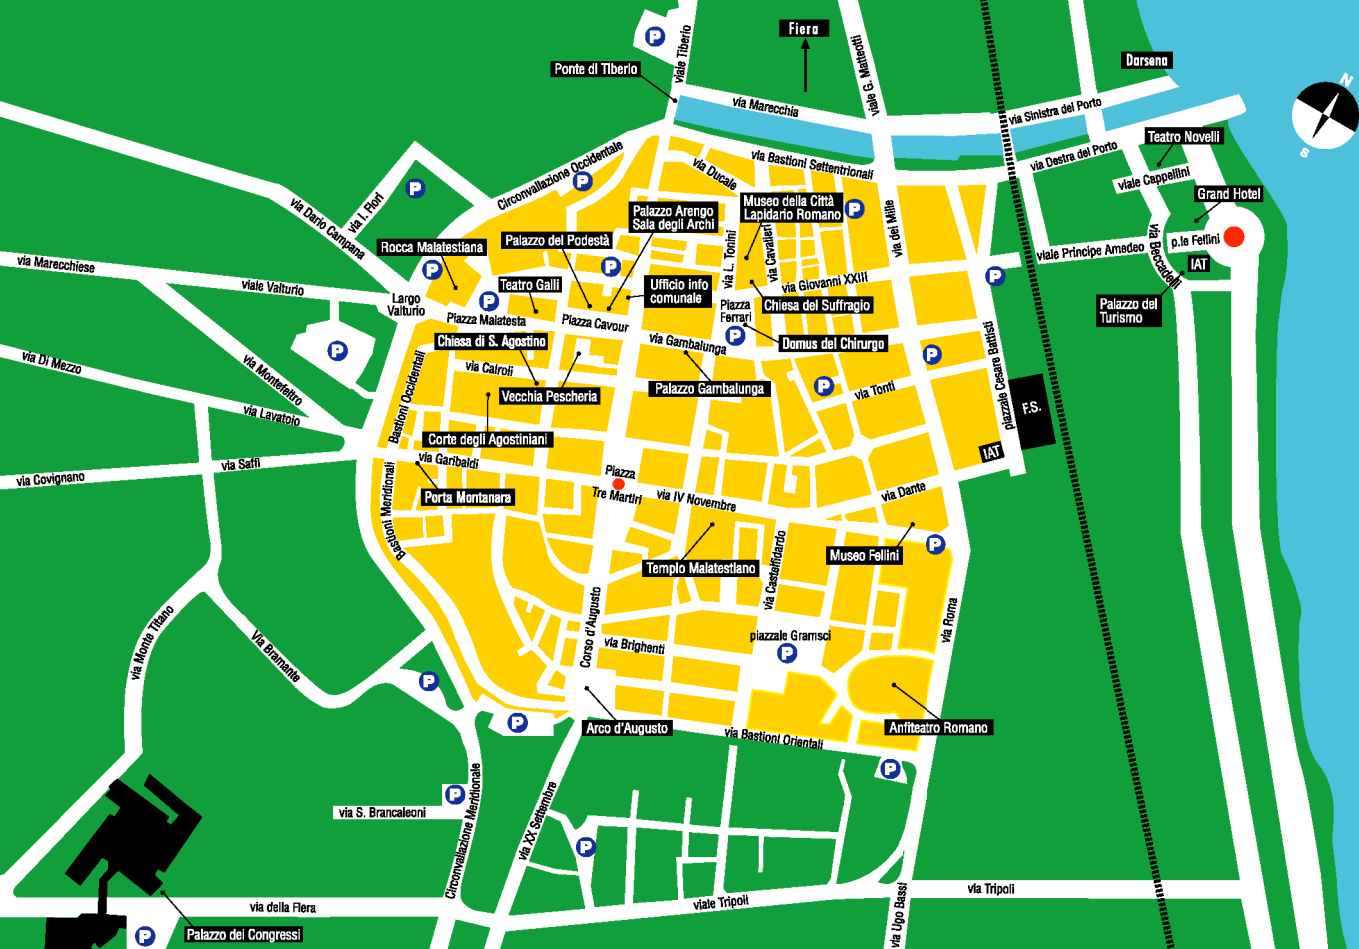 P
viale Tiberio
Fiera
viale G. Matteotti
Ponte di Tiberio
Darsena
N
S
via Marecchia
via Sinistra del Porto
via Destra del Porto
Teatro Novelli
viale Cappellini
Grand Hotel
via Beccadelli
p.le Fellini
IAT
Palazzo del
Turismo
viale Principe Amedeo
Circonvallazione Occidentale
P
P
via Ducale
via Bastioni Settentrionali
via I. Fiori
via Dario Campana
Palazzo Arengo
Sala degli Archi
Museo della Città
Lapidario Romano
P
via dei Mille
Rocca Malatestiana
Palazzo del Podestà
via L. Tonini
via Cavalieri
via Marecchiese
P
P
P
viale Valturio
Largo
Valturio
P
Teatro Galli
Ufficio info
comunale
via Giovanni XXIII
Chiesa del Suffragio
Piazza
Ferrari
P
Piazza Malatesta
Piazza Cavour
via Gambalunga
Domus del Chirurgo
P
via Di Mezzo
via Montefeltro
P
Chiesa di S. Agostino
via Cairoli
Vecchia Pescheria
Palazzo Gambalunga
P
via Tonti
piazzale Cesare Battisti
F.S.
Bastioni Occidentali
via Lavatoio
Corte degli Agostiniani
via Covignano
via Saffi
via Garibaldi
Porta Montanara
Piazza
Tre Martiri
via IV Novembre
via Dante
IAT
Bastioni Meridionali
Templo Malatestiano
via Castelfidardo
Museo Fellini
P
via Monte Titano
Via Bramante
Corso d'Augusto
via Brighenti
piazzale Gramsci
P
via Roma
P
P
Arco d'Augusto
via Bastioni Orientali
Anfiteatro Romano
P
via S. Brancaleoni
P
Circonvallazione Meridionale
via XX Settembre
P
via della Fiera
viale Tripoli
via Tripoli
via Ugo Bassi
Palazzo dei Congressi
P